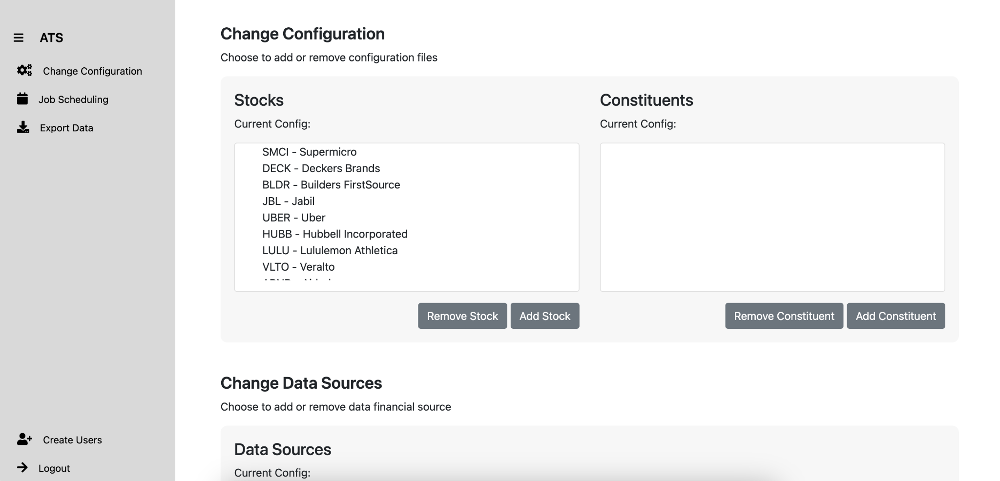 ATS
Change Configuration
Job Scheduling
Export Data
Create Users
Logout
Change Configuration
Choose to add or remove configuration files
Stocks
Current Config:
SMCI - Supermicro
DECK - Deckers Brands
BLDR - Builders FirstSource
JBL - Jabil
UBER - Uber
HUBB - Hubbell Incorporated
LULU - Lululemon Athletica
VLTO - Veralto
Remove Stock
Add Stock
Constituents
Current Config:
Remove Constituent
Add Constituent
Change Data Sources
Choose to add or remove data financial source
Data Sources
Current Config: